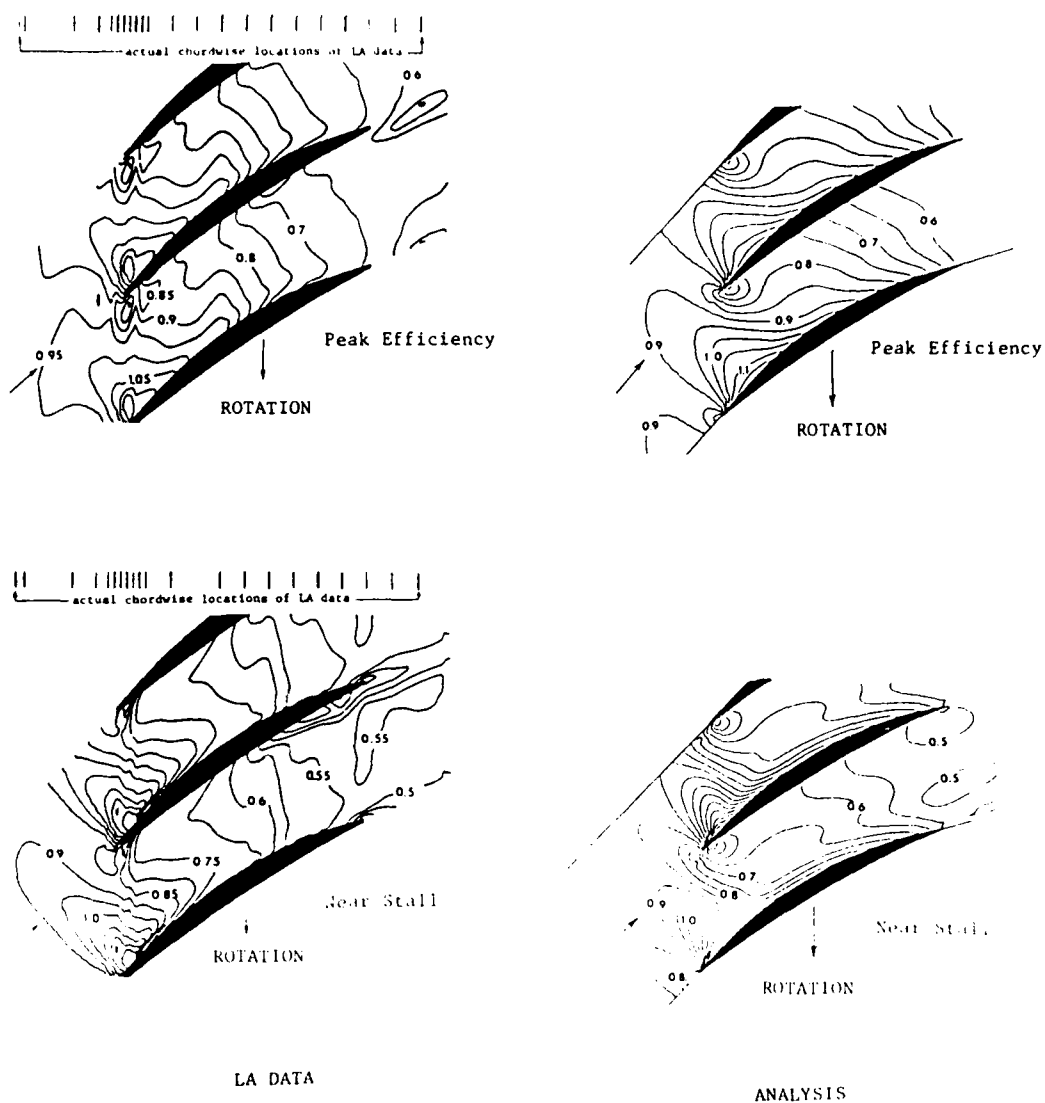 actual chordwise locations of LA data
0.6
0.7
0.8
0.85
0.9
0.95
1.05
Peak Efficiency
ROTATION
0.6
0.7
0.8
0.9
0.9
1.0
1.1
0.9
Peak Efficiency
ROTATION
actual chordwise locations of LA data
0.55
0.55
0.5
0.6
0.75
0.9
0.85
1.0
Near Stall
ROTATION
0.5
0.5
0.6
0.7
0.8
0.9
1.0
0.8
Near Stall
ROTATION
LA DATA
ANALYSIS